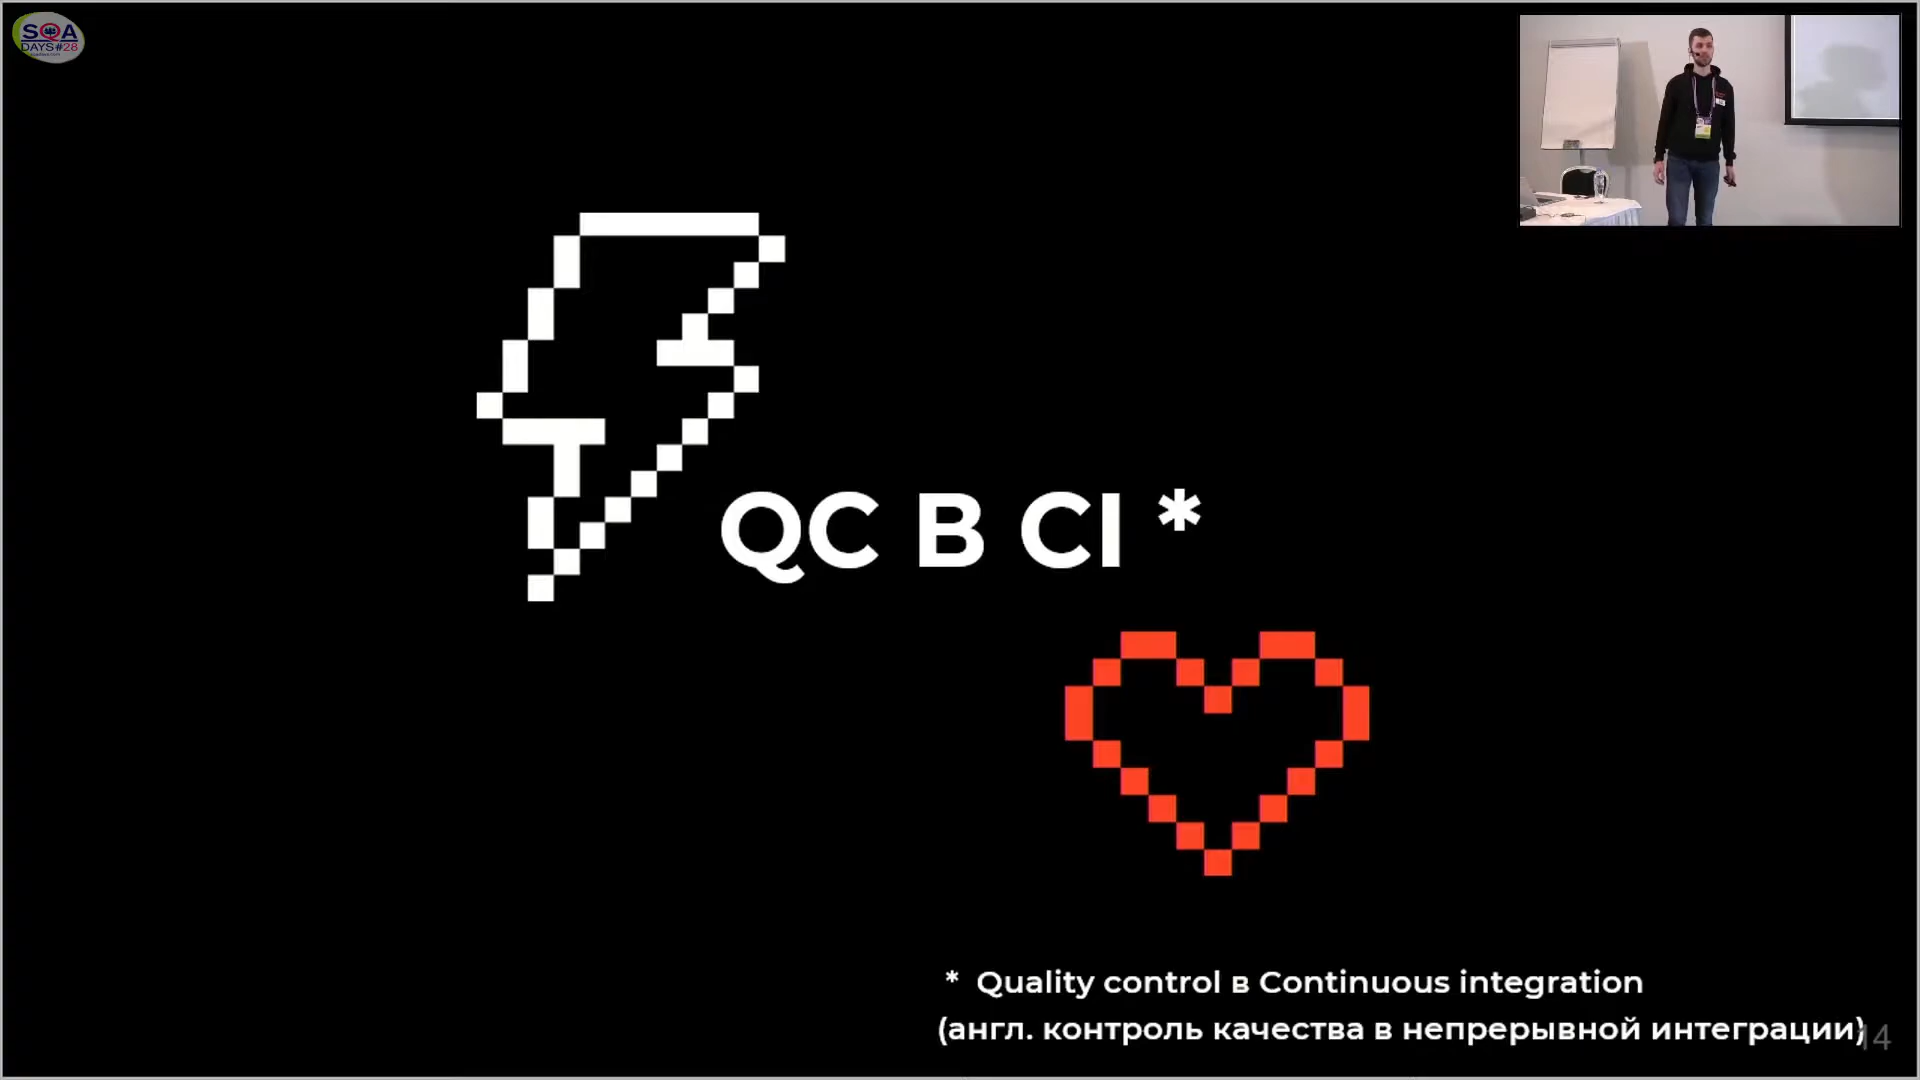 SQA
DAYS#28
QC В CI *
* Quality control в Continuous integration
(англ. контроль качества в непрерывной интеграции)
14